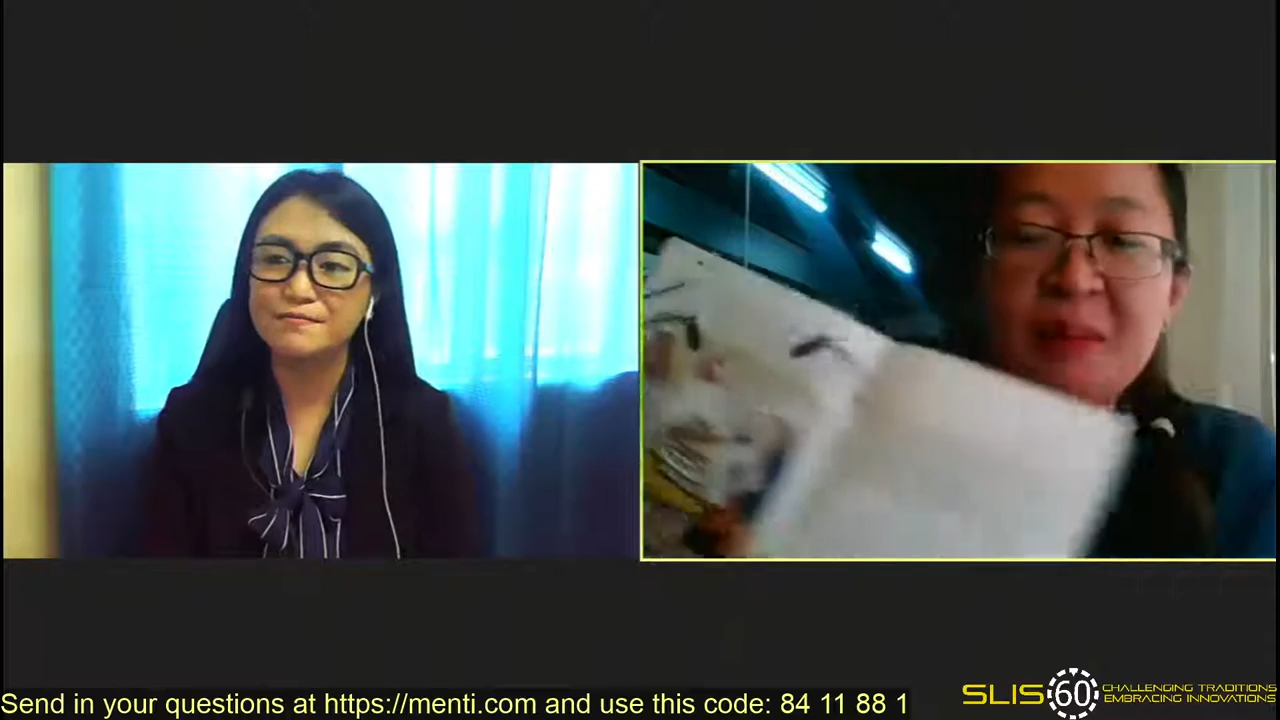 Send in your questions at https://menti.com and use this code: 84 11 88 1
SLIS 60 CHALLENGING TRADITIONS
EMBRACING INNOVATIONS